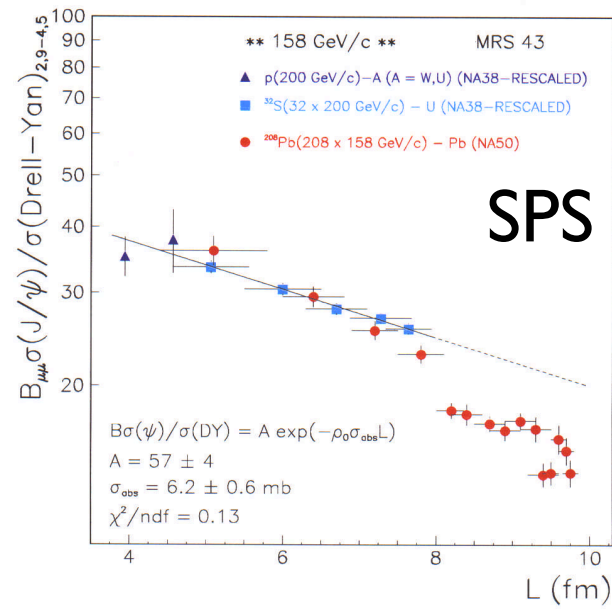 ** 158 GeV/c ** MRS 43
p(200 GeV/c)−A (A = W,U) (NA38−RESCALED)
³²S(32 x 200 GeV/c) − U (NA38−RESCALED)
²⁰⁸Pb(208 x 158 GeV/c) − Pb (NA50)
SPS
B_μμσ(J/ψ)/σ(Drell−Yan)_2,9−4,5
100
90
80
70
60
50
40
30
20
Bσ(ψ)/σ(DY) = A exp(−ρ₀σ_absL)
A = 57 ± 4
σ_abs = 6.2 ± 0.6 mb
χ²/ndf = 0.13
4 6 8 10
L (fm)